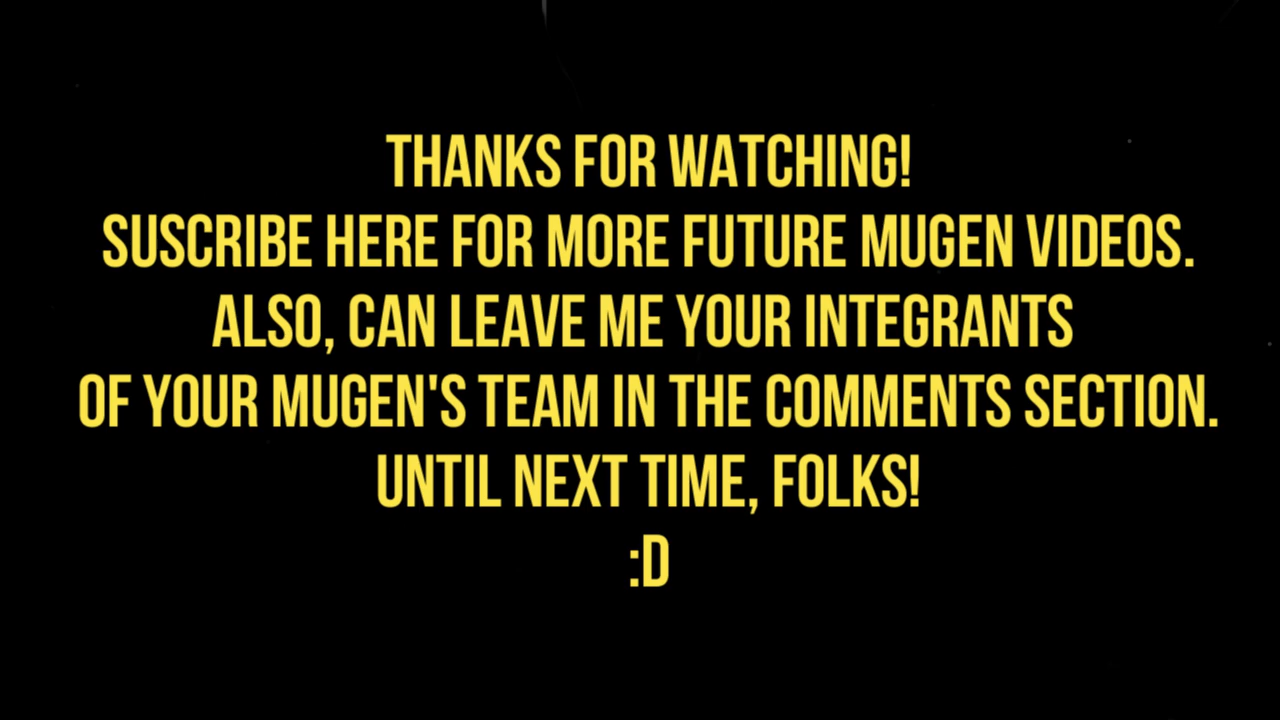 THANKS FOR WATCHING!
SUSCRIBE HERE FOR MORE FUTURE MUGEN VIDEOS.
ALSO, CAN LEAVE ME YOUR INTEGRANTS
OF YOUR MUGEN'S TEAM IN THE COMMENTS SECTION.
UNTIL NEXT TIME, FOLKS!
:D